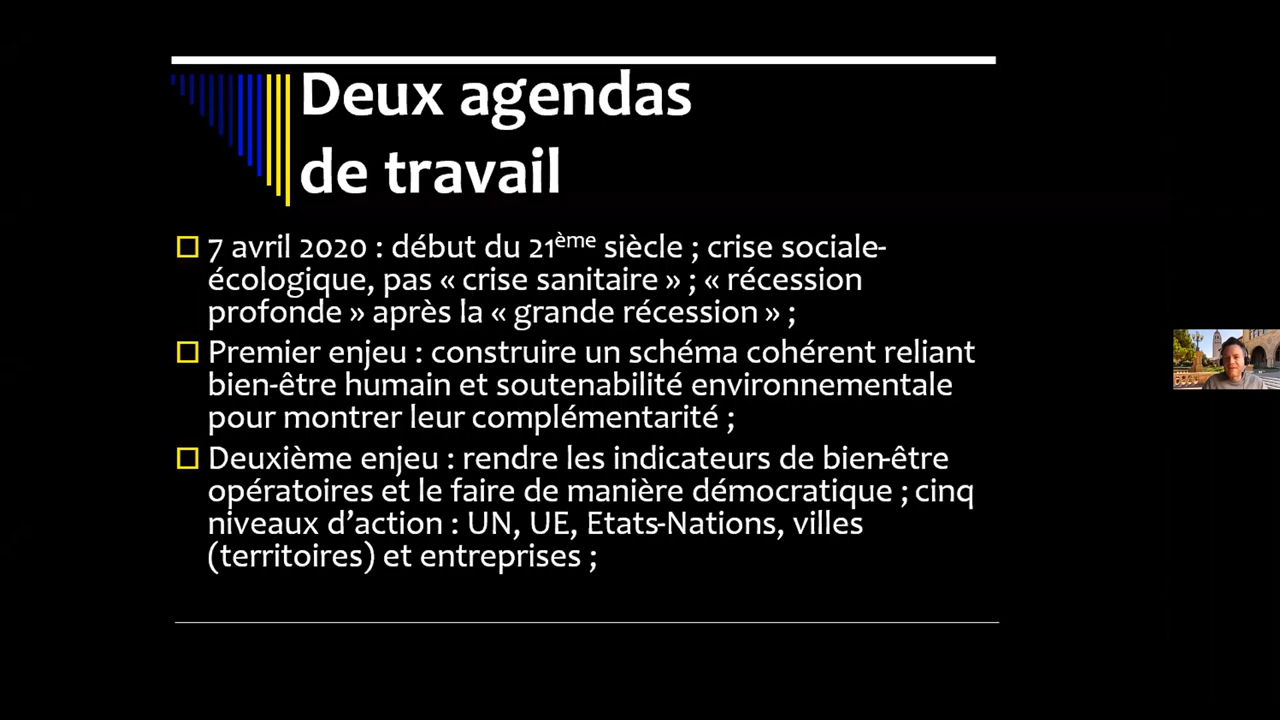 Deux agendas
de travail
7 avril 2020 : début du 21ème siècle ; crise sociale-
écologique, pas « crise sanitaire » ; « récession
profonde » après la « grande récession » ;
Premier enjeu : construire un schéma cohérent reliant
bien-être humain et soutenabilité environnementale
pour montrer leur complémentarité ;
Deuxième enjeu : rendre les indicateurs de bien-être
opératoires et le faire de manière démocratique ; cinq
niveaux d’action : UN, UE, Etats-Nations, villes
(territoires) et entreprises ;